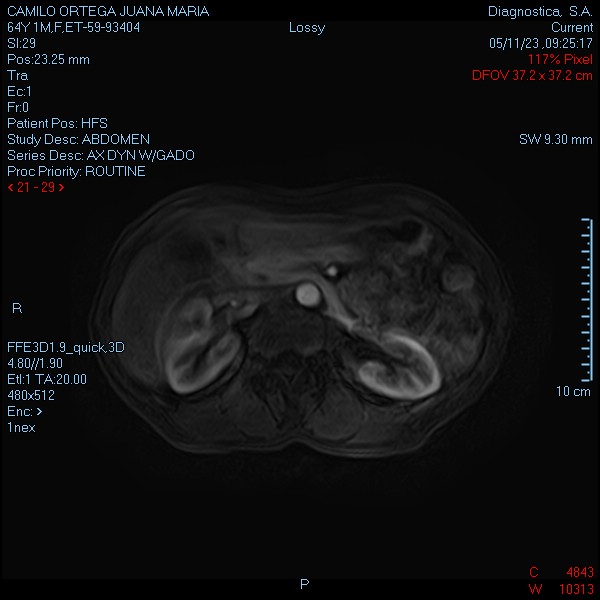 CAMILO ORTEGA JUANA MARIA
64Y 1M,F,ET-59-93404
Sl:29
Pos:23.25 mm
Tra
Ec:1
Fr:0
Patient Pos: HFS
Study Desc: ABDOMEN
Series Desc: AX DYN W/GADO
Proc Priority: ROUTINE
< 21 - 29 >
Lossy
Diagnostica, S.A.
Current
05/11/23 ,09:25:17
117% Pixel
DFOV 37.2 x 37.2 cm
SW 9.30 mm
R
FFE3D1.9_quick,3D
4.80//1.90
Etl:1 TA:20.00
480x512
Enc: >
1nex
10 cm
P
C 4843
W 10313